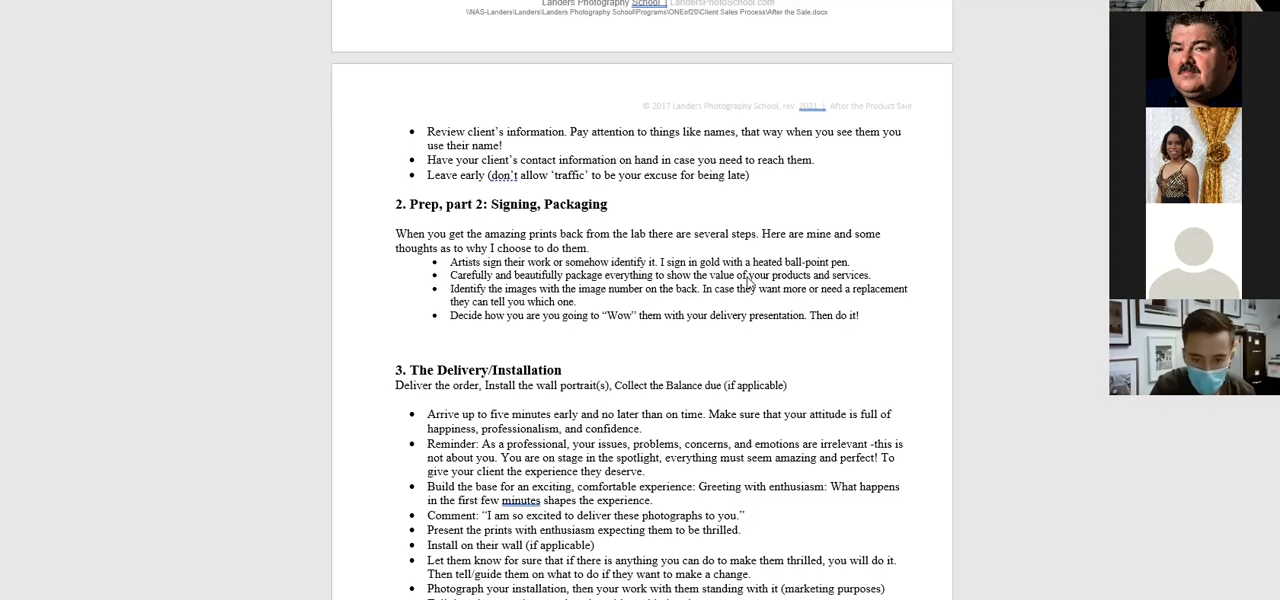 Landers Photography School | LandersPhotoSchool.com
\\NAS-Landers\Landers\Landers Photography School\Programs\ONEof20\Client Sales Process\After the Sale.docx
© 2017 Landers Photography School, rev. 2021 | After the Product Sale
• Review client’s information. Pay attention to things like names, that way when you see them you
use their name!
• Have your client’s contact information on hand in case you need to reach them.
• Leave early (don’t allow ‘traffic’ to be your excuse for being late)
2. Prep, part 2: Signing, Packaging
When you get the amazing prints back from the lab there are several steps. Here are mine and some
thoughts as to why I choose to do them.
• Artists sign their work or somehow identify it. I sign in gold with a heated ball-point pen.
• Carefully and beautifully package everything to show the value of your products and services.
• Identify the images with the image number on the back. In case they want more or need a replacement
they can tell you which one.
• Decide how you are you going to “Wow” them with your delivery presentation. Then do it!
3. The Delivery/Installation
Deliver the order, Install the wall portrait(s), Collect the Balance due (if applicable)
• Arrive up to five minutes early and no later than on time. Make sure that your attitude is full of
happiness, professionalism, and confidence.
• Reminder: As a professional, your issues, problems, concerns, and emotions are irrelevant -this is
not about you. You are on stage in the spotlight, everything must seem amazing and perfect! To
give your client the experience they deserve.
• Build the base for an exciting, comfortable experience: Greeting with enthusiasm: What happens
in the first few minutes shapes the experience.
• Comment: “I am so excited to deliver these photographs to you.”
• Present the prints with enthusiasm expecting them to be thrilled.
• Install on their wall (if applicable)
• Let them know for sure that if there is anything you can do to make them thrilled, you will do it.
Then tell/guide them on what to do if they want to make a change.
• Photograph your installation, then your work with them standing with it (marketing purposes)